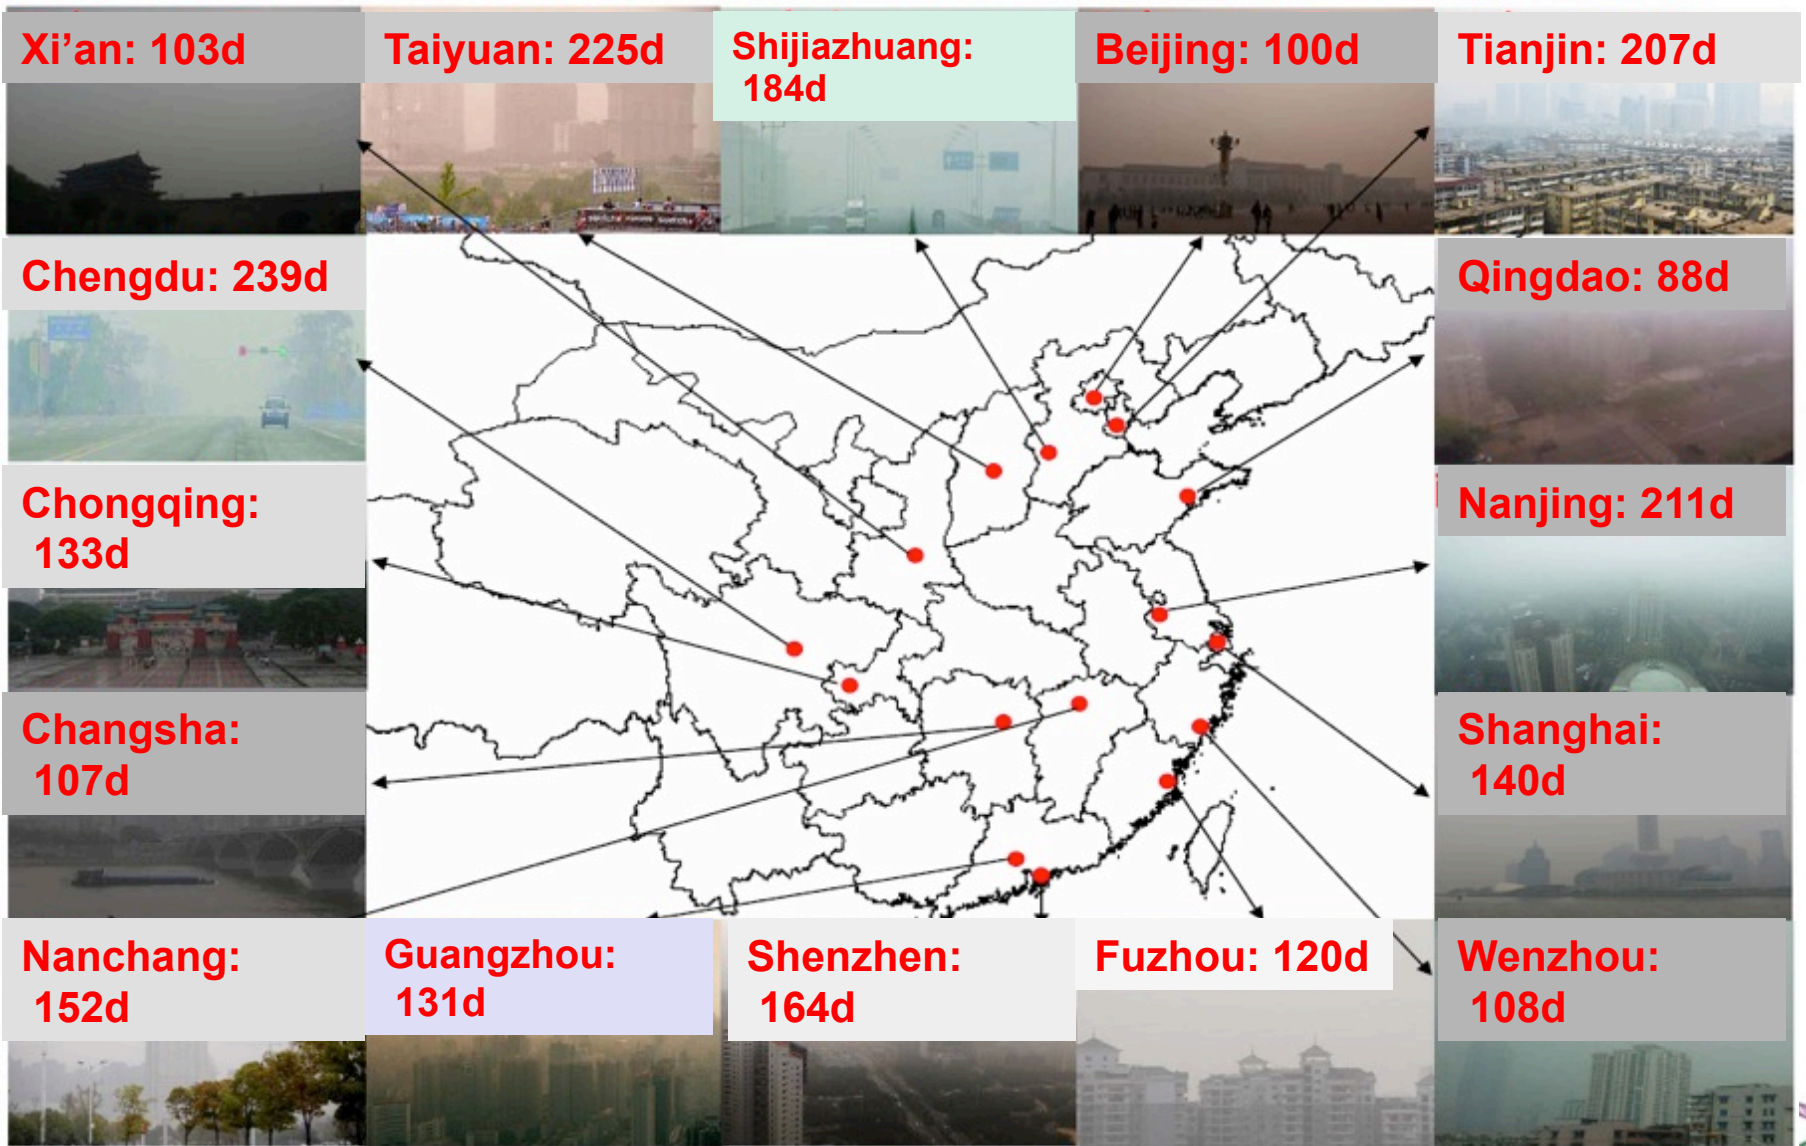 Xi’an: 103d
Taiyuan: 225d
Shijiazhuang:
184d
Beijing: 100d
Tianjin: 207d
Chengdu: 239d
Qingdao: 88d
Chongqing:
133d
Nanjing: 211d
Changsha:
107d
Shanghai:
140d
Nanchang:
152d
Guangzhou:
131d
Shenzhen:
164d
Fuzhou: 120d
Wenzhou:
108d